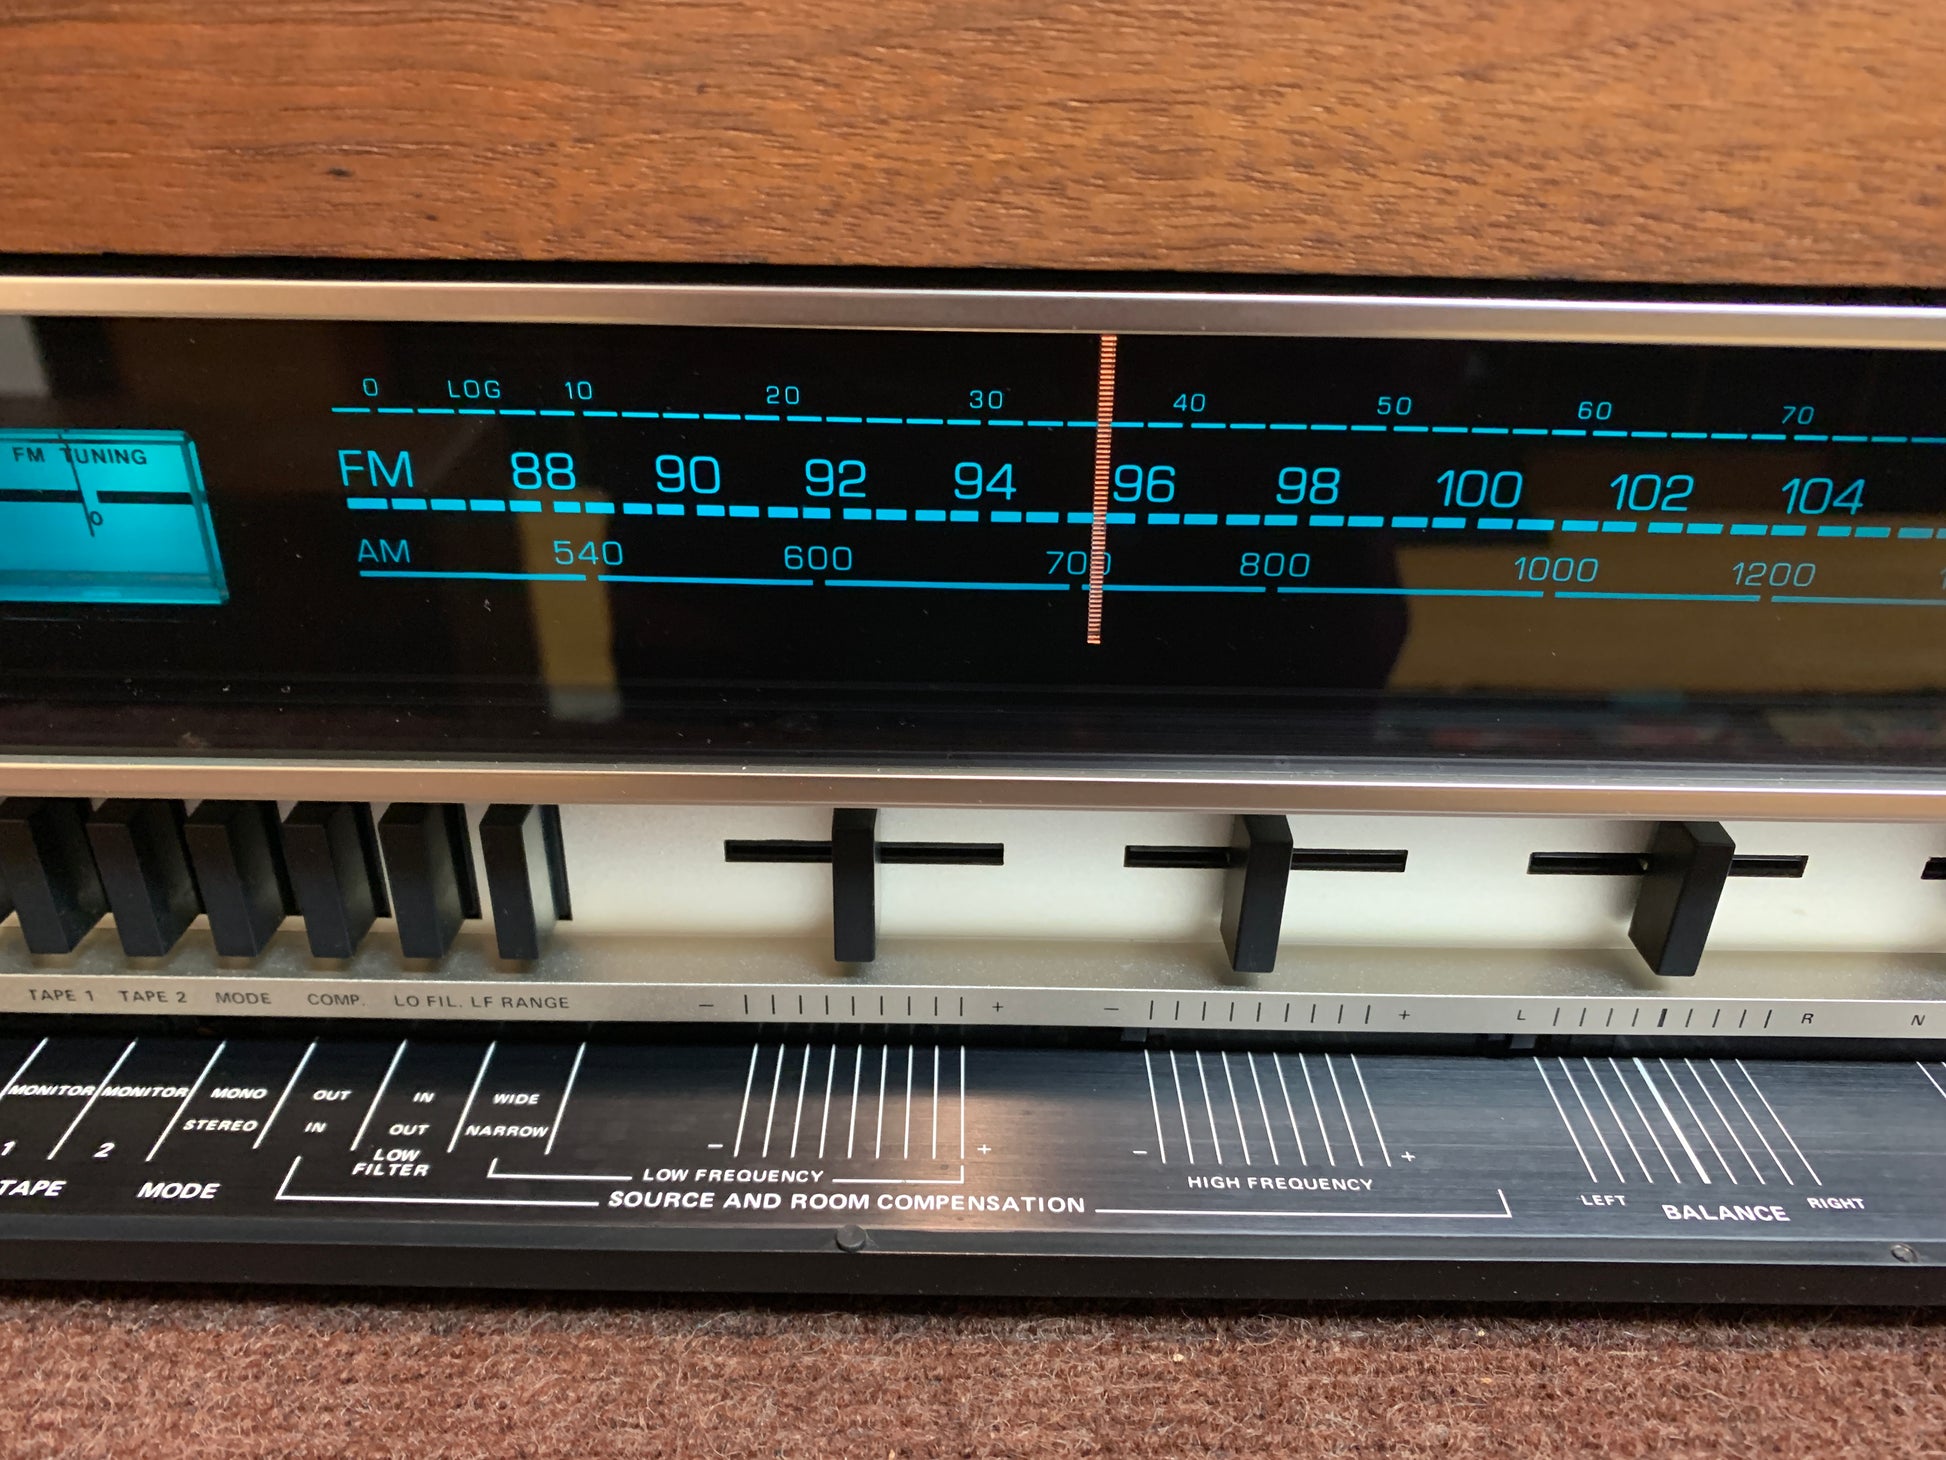 0 LOG 10 20 30 40 50 60 70
FM TUNING
0
FM 88 90 92 94 96 98 100 102 104
AM 540 600 700 800 1000 1200
TAPE 1 TAPE 2 MODE COMP. LO FIL. LF RANGE - + - + L R N
MONITOR MONITOR MONO OUT IN WIDE
STEREO IN OUT NARROW
1 2 LOW - + - +
FILTER
LOW FREQUENCY HIGH FREQUENCY
TAPE MODE SOURCE AND ROOM COMPENSATION LEFT BALANCE RIGHT